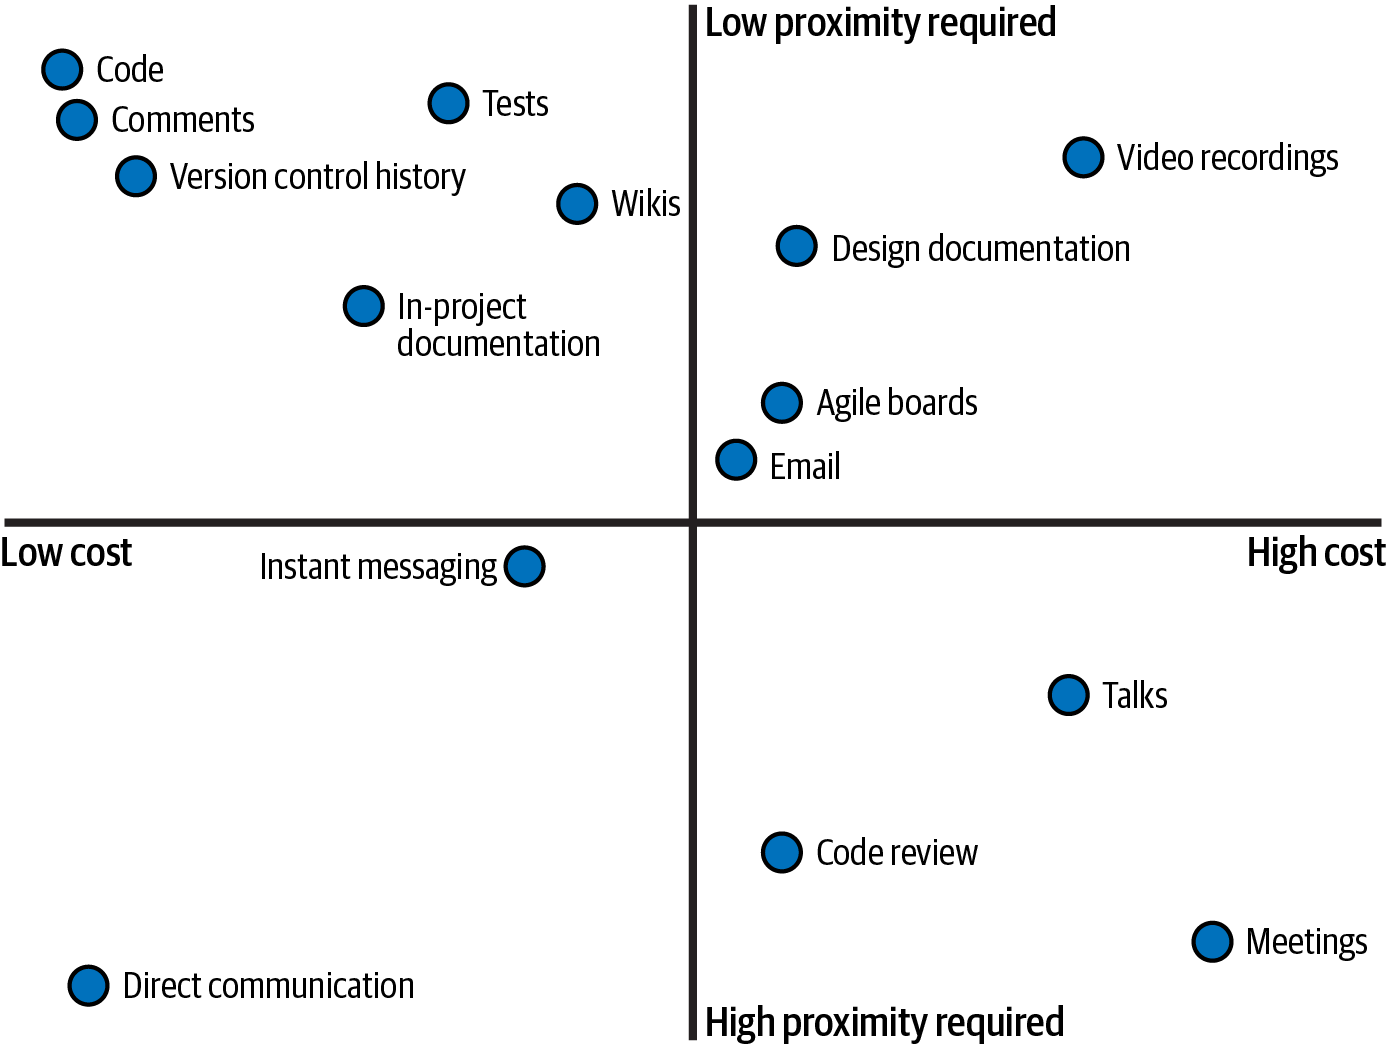 Low proximity required
Code
Tests
Comments
Video recordings
Version control history
Wikis
Design documentation
In-project
documentation
Agile boards
Email
Low cost
High cost
Instant messaging
Talks
Code review
Meetings
Direct communication
High proximity required